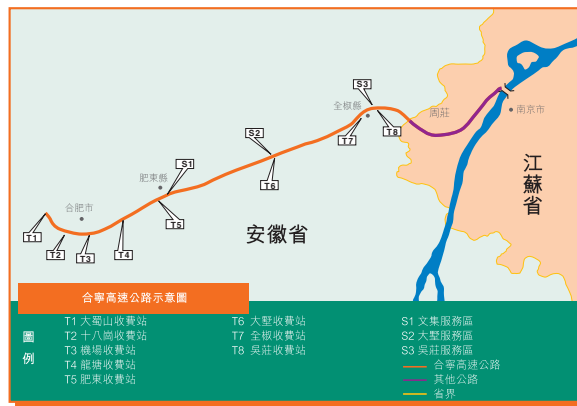 S3
全椒縣
周莊
T8
T7
南京市
S2
江蘇省
S1
T6
肥東縣
合肥市
T5
安徽省
T1
T2
T3
T4
合寧高速公路示意圖
圖例
T1 大蜀山收費站
T2 十八崗收費站
T3 機場收費站
T4 龍塘收費站
T5 肥東收費站
T6 大墅收費站
T7 全椒收費站
T8 吳莊收費站
S1 文集服務區
S2 大墅服務區
S3 吳莊服務區
合寧高速公路
其他公路
省界